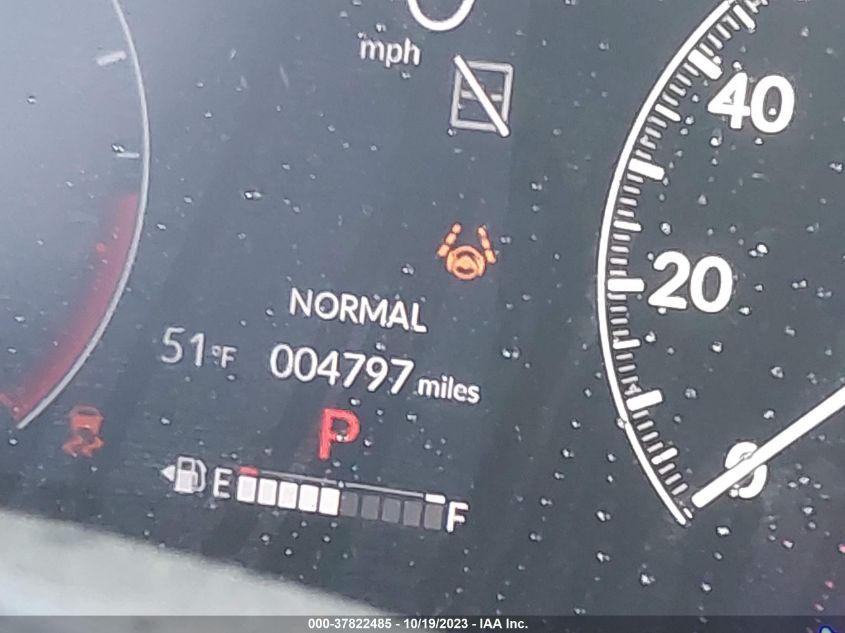 mph
40
20
NORMAL
51°F 004797 miles
P
0
E F
000-37822485 - 10/19/2023 - IAA Inc.